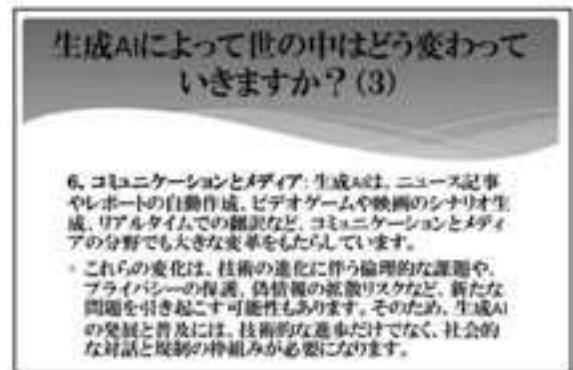 生成AIによって世の中はどう変わって
いきますか？(3)
6、コミュニケーションとメディア: 生成AIは、ニュース記事
やレポートの自動作成、ビデオゲームや映画のシナリオ生
成、リアルタイムでの翻訳など、コミュニケーションとメディ
アの分野でも大きな変革をもたらしています。
• これらの変化は、技術の進化に伴う倫理的な課題や、
プライバシーの保護、偽情報の拡散リスクなど、新たな
問題を引き起こす可能性もあります。そのため、生成AI
の発展と普及には、技術的な進歩だけでなく、社会的
な対話と規制の枠組みが必要になります。